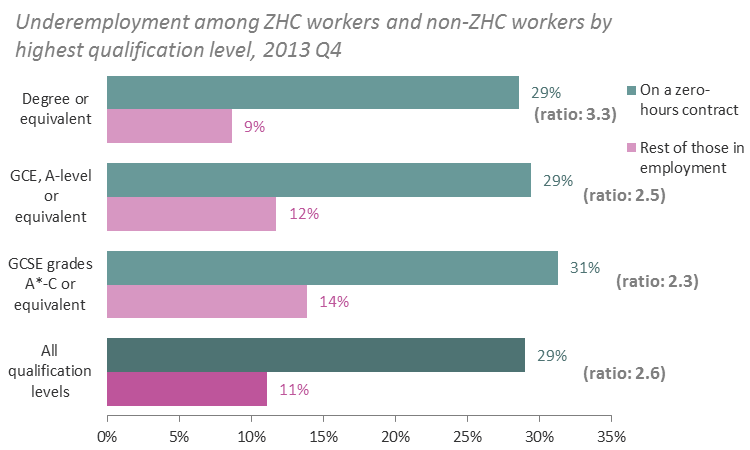 Underemployment among ZHC workers and non-ZHC workers by
highest qualification level, 2013 Q4
Degree or
equivalent
29%
(ratio: 3.3)
9%
On a zero-
hours contract
Rest of those in
employment
GCE, A-level
or
equivalent
29%
(ratio: 2.5)
12%
GCSE grades
A*-C or
equivalent
31%
(ratio: 2.3)
14%
All
qualification
levels
29%
(ratio: 2.6)
11%
0% 5% 10% 15% 20% 25% 30% 35%